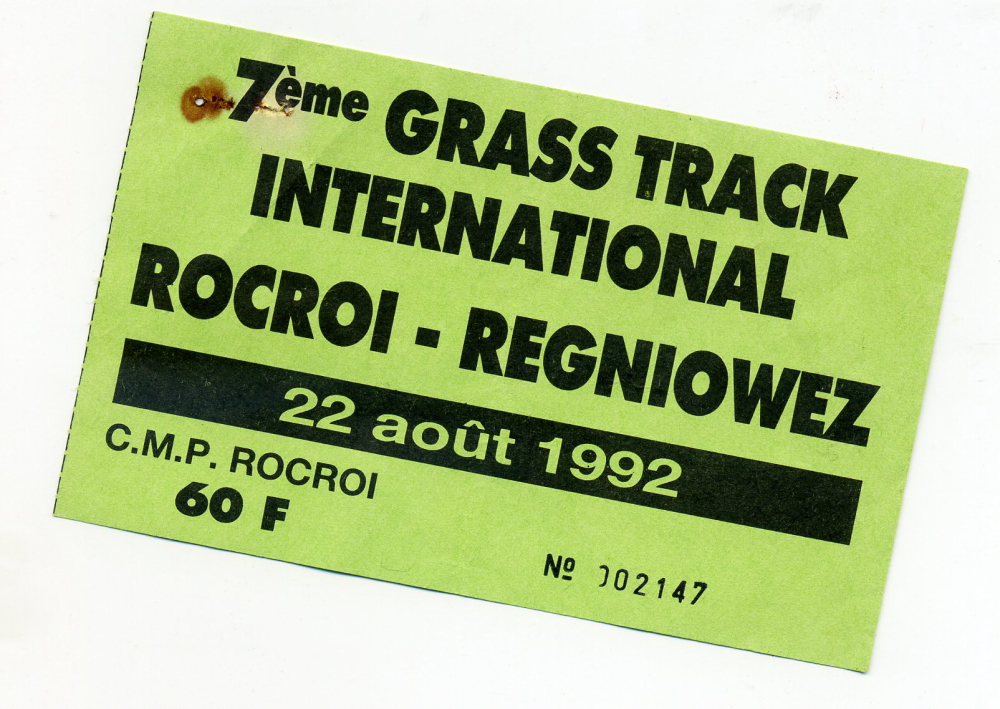 7ème GRASS TRACK
INTERNATIONAL
ROCROI - REGNIOWEZ
22 août 1992
C.M.P. ROCROI
60 F
Nº 002147